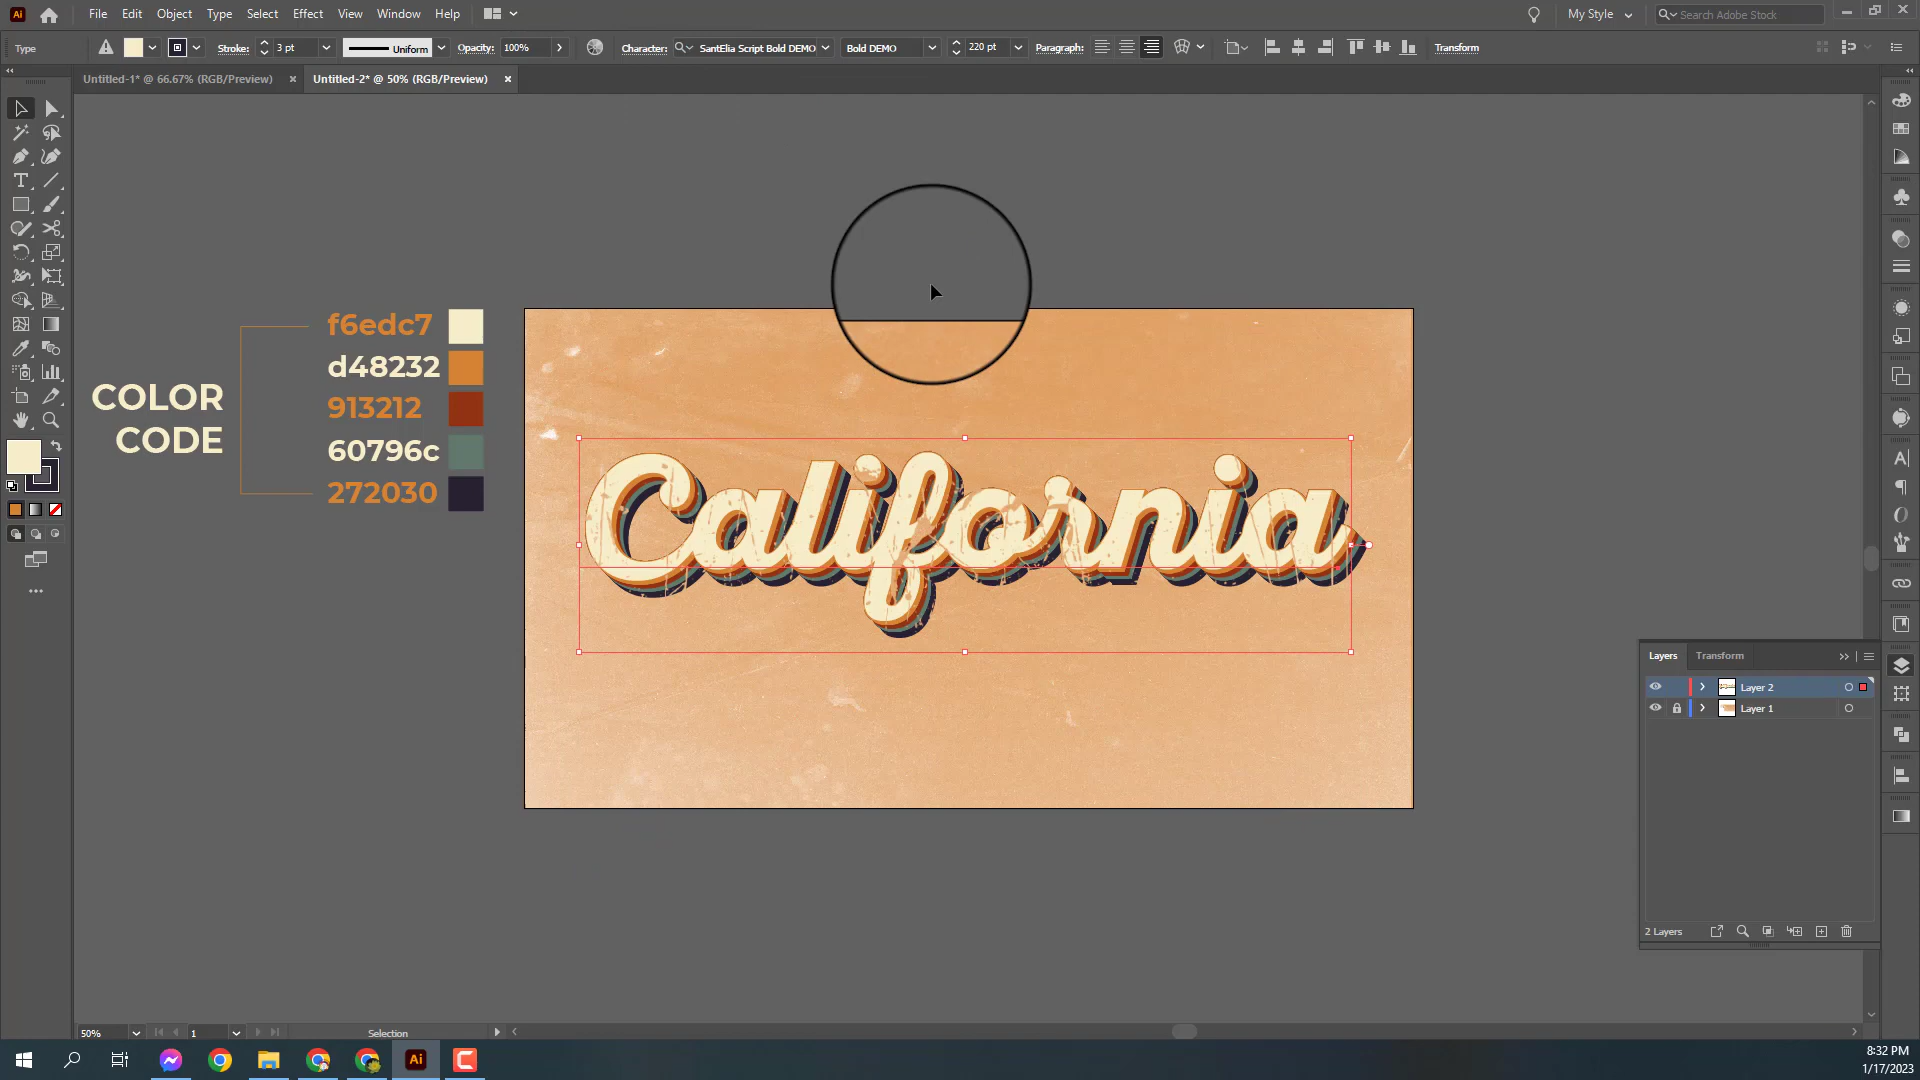 Ai File Edit Object Type Select Effect View Window Help My Style Search Adobe Stock
Type Stroke: 3 pt Uniform Opacity: 100% Character: SantElia Script Bold DEMO Bold DEMO 220 pt Paragraph: Transform
Untitled-1* @ 66.67% (RGB/Preview) × Untitled-2* @ 50% (RGB/Preview) ×
COLOR
CODE
f6edc7
d48232
913212
60796c
272030
California
Layers Transform
Layer 2
Layer 1
2 Layers
50% 1 Selection
Ai
8:32 PM
1/17/2023